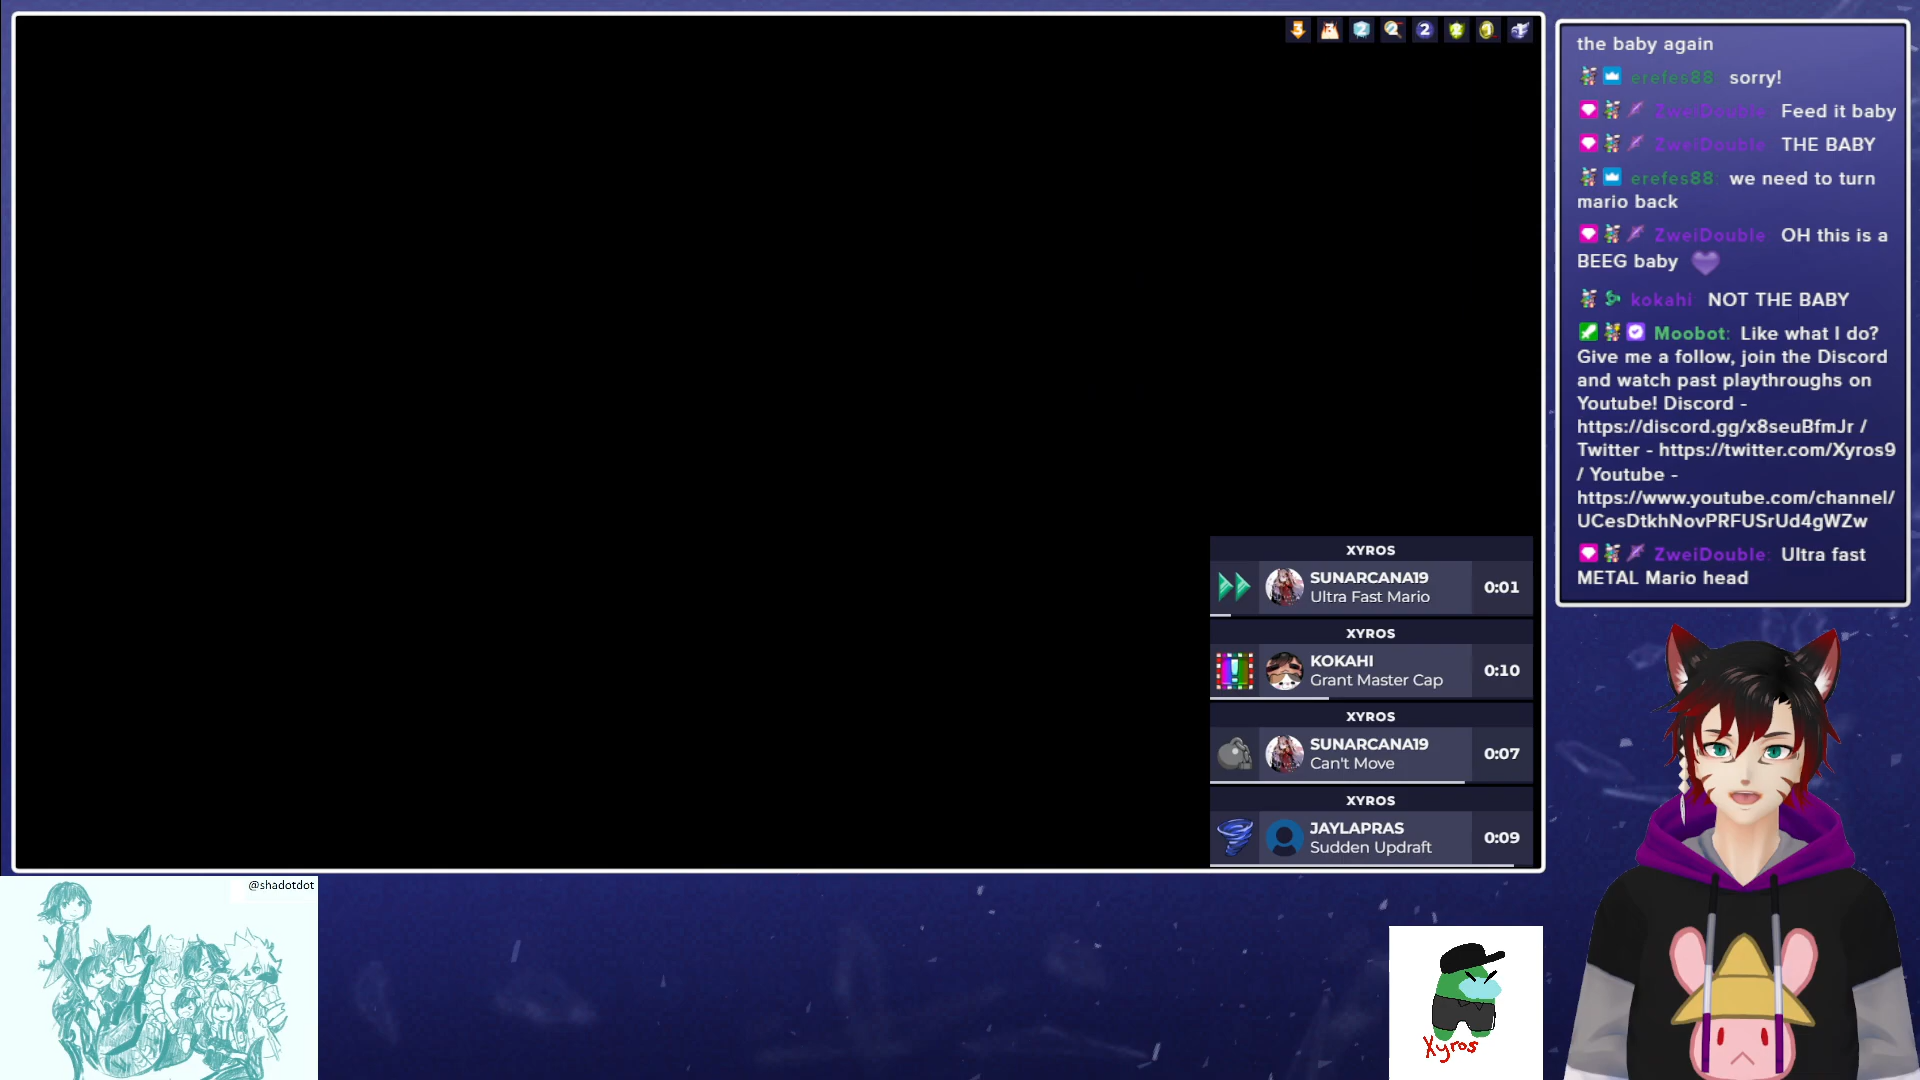 the baby again
erefes88: sorry!
ZweiDouble: Feed it baby
ZweiDouble: THE BABY
erefes88: we need to turn
mario back
ZweiDouble: OH this is a
BEEG baby
kokahi: NOT THE BABY
Moobot: Like what I do?
Give me a follow, join the Discord
and watch past playthroughs on
Youtube! Discord -
https://discord.gg/x8seuBfmJr /
Twitter - https://twitter.com/Xyros9
/ Youtube -
https://www.youtube.com/channel/
UCesDtkhNovPRFUSrUd4gWZw
ZweiDouble: Ultra fast
METAL Mario head
XYROS
SUNARCANA19
Ultra Fast Mario
0:01
XYROS
KOKAHI
Grant Master Cap
0:10
XYROS
SUNARCANA19
Can't Move
0:07
XYROS
JAYLAPRAS
Sudden Updraft
0:09
@shadotdot
Xyros